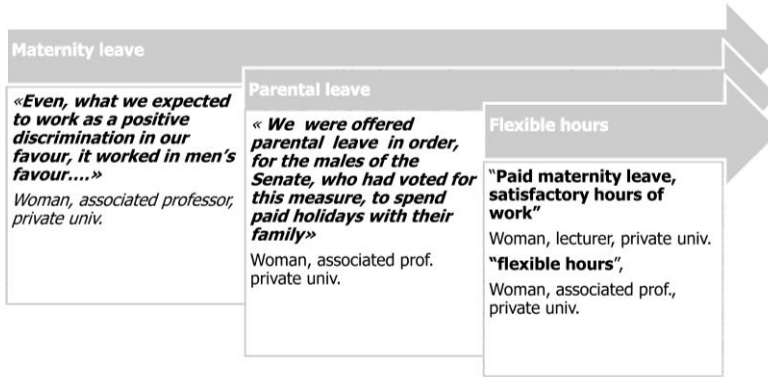 Maternity leave
«Even, what we expected
to work as a positive
discrimination in our
favour, it worked in men's
favour....»
Woman, associated professor,
private univ.
Parental leave
« We were offered
parental leave in order,
for the males of the
Senate, who had voted for
this measure, to spend
paid holidays with their
family»
Woman, associated prof.
private univ.
Flexible hours
“Paid maternity leave,
satisfactory hours of
work”
Woman, lecturer, private univ.
“flexible hours”,
Woman, associated prof.,
private univ.